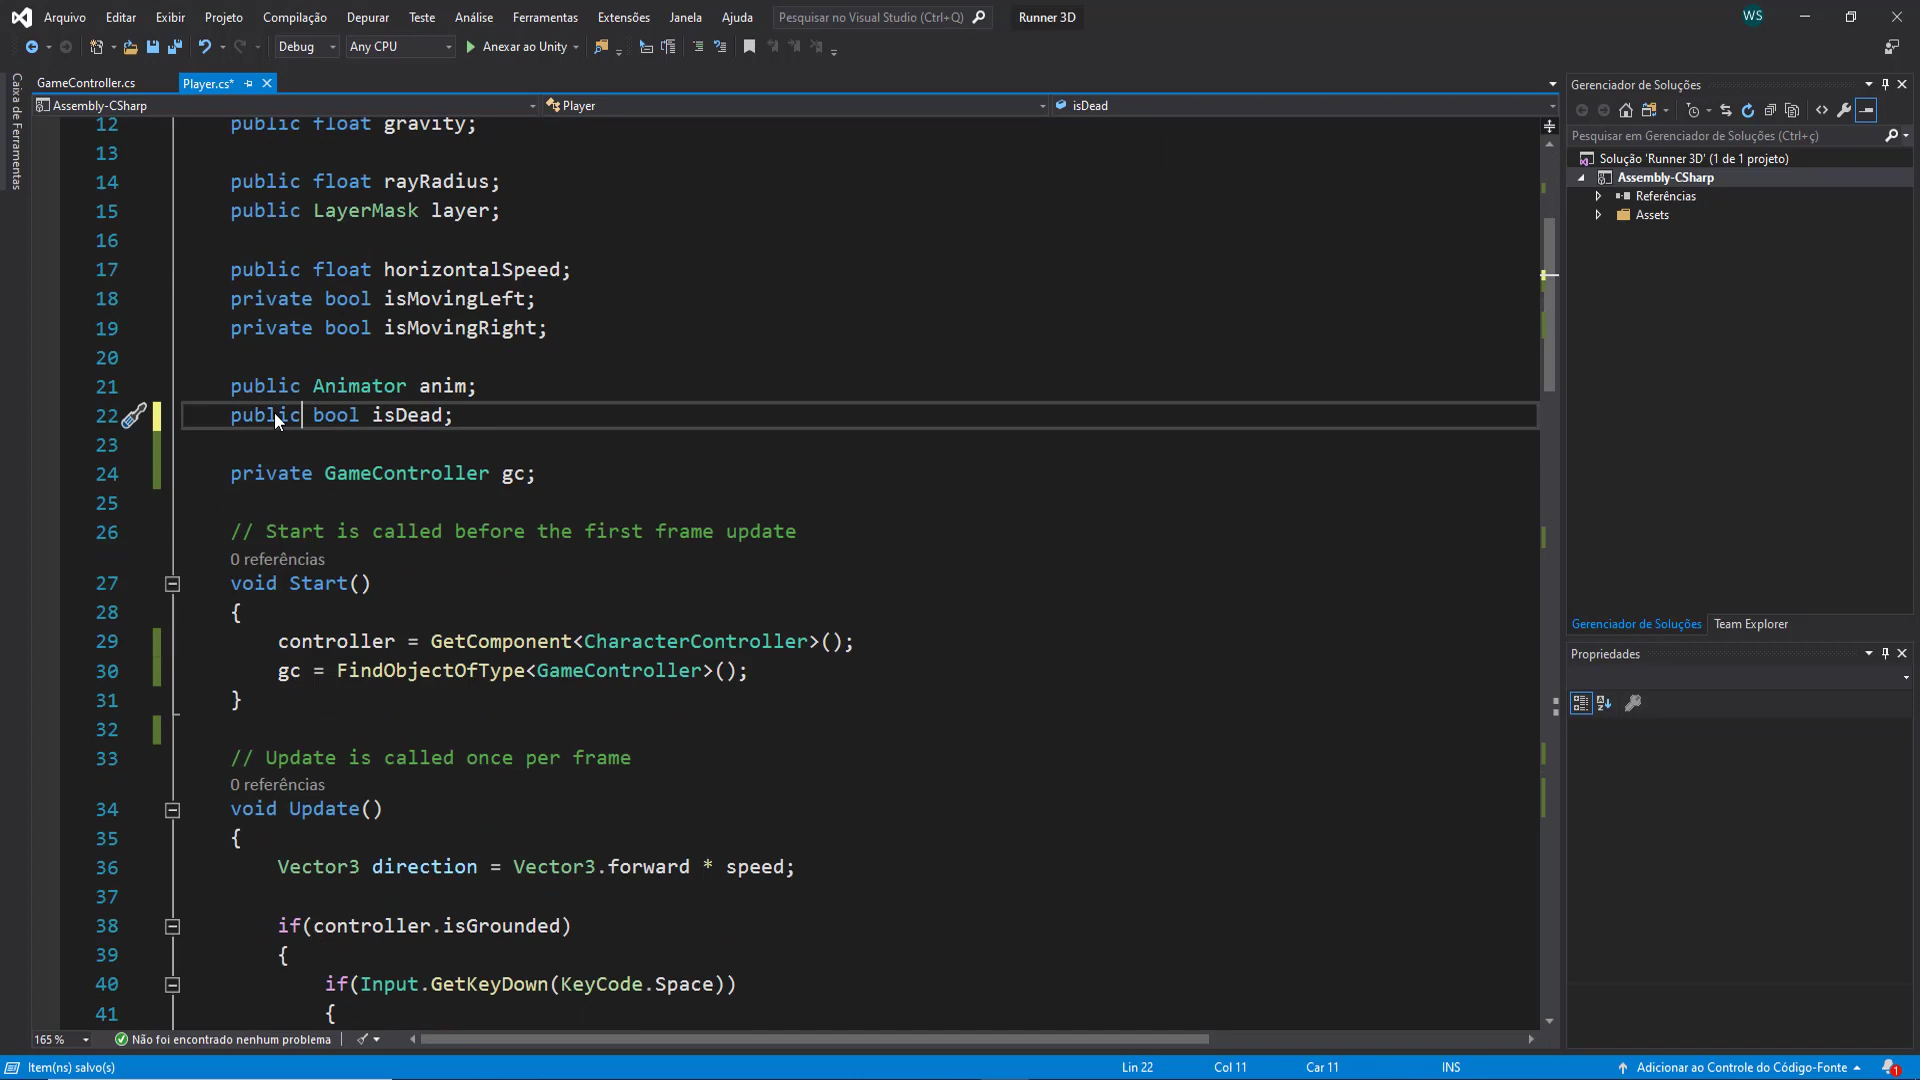 Arquivo Editar Exibir Projeto Compilação Depurar Teste Análise Ferramentas Extensões Janela Ajuda Pesquisar no Visual Studio (Ctrl+Q) Runner 3D WS
Debug Any CPU Anexar ao Unity
Caixa de Ferramentas
GameController.cs Player.cs*
Assembly-CSharp Player isDead
12 public float gravity;
13
14 public float rayRadius;
15 public LayerMask layer;
16
17 public float horizontalSpeed;
18 private bool isMovingLeft;
19 private bool isMovingRight;
20
21 public Animator anim;
22 public bool isDead;
23
24 private GameController gc;
25
26 // Start is called before the first frame update
0 referências
27 void Start()
28 {
29 controller = GetComponent<CharacterController>();
30 gc = FindObjectOfType<GameController>();
31 }
32
33 // Update is called once per frame
0 referências
34 void Update()
35 {
36 Vector3 direction = Vector3.forward * speed;
37
38 if(controller.isGrounded)
39 {
40 if(Input.GetKeyDown(KeyCode.Space))
41 {
165 % Não foi encontrado nenhum problema
Gerenciador de Soluções
Pesquisar em Gerenciador de Soluções (Ctrl+ç)
Solução 'Runner 3D' (1 de 1 projeto)
Assembly-CSharp
Referências
Assets
Gerenciador de Soluções Team Explorer
Propriedades
Item(ns) salvo(s) Lin 22 Col 11 Car 11 INS Adicionar ao Controle do Código-Fonte 1